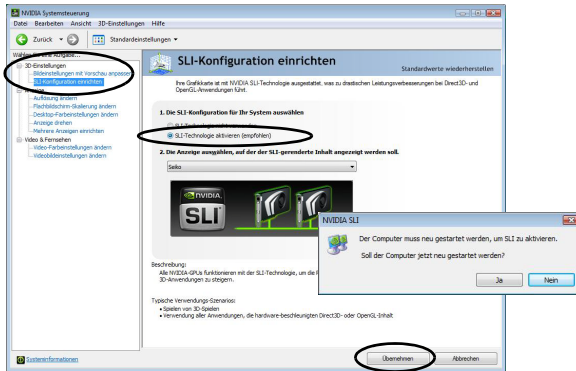 NVIDIA Systemsteuerung
Datei Bearbeiten Ansicht 3D-Einstellungen Hilfe
Zurück
Standardeinstellungen
Wählen Sie eine Aufgabe...
3D-Einstellungen
Bildeinstellungen mit Vorschau anpassen
SLI-Konfiguration einrichten
Auflösung ändern
Flachbildschirm-Skalierung ändern
Desktop-Farbeinstellungen ändern
Anzeige drehen
Mehrere Anzeigen einrichten
Video & Fernsehen
Video-Farbeinstellungen ändern
Videobildeinstellungen ändern
Systeminformationen
SLI-Konfiguration einrichten
Standardwerte wiederherstellen
Ihre Grafikkarte ist mit NVIDIA SLI-Technologie ausgestattet, was zu drastischen Leistungsverbesserungen bei Direct3D- und
OpenGL-Anwendungen führt.
1. Die SLI-Konfiguration für Ihr System auswählen
SLI-Technologie
SLI-Technologie aktivieren (empfohlen)
2. Die Anzeige auswählen, auf der der SLI-gerenderte Inhalt angezeigt werden soll.
Seiko
NVIDIA.
SLI
Beschreibung:
Alle NVIDIA-GPUs funktionieren mit der SLI-Technologie, um die
3D-Anwendungen zu steigern.
Typische Verwendungs-Szenarios:
• Spielen von 3D-Spielen
• Verwendung aller Anwendungen, die hardware-beschleunigten Direct3D- oder OpenGL-Inhalt
Übernehmen
Abbrechen
NVIDIA SLI
Der Computer muss neu gestartet werden, um SLI zu aktivieren.
Soll der Computer jetzt neu gestartet werden?
Ja
Nein